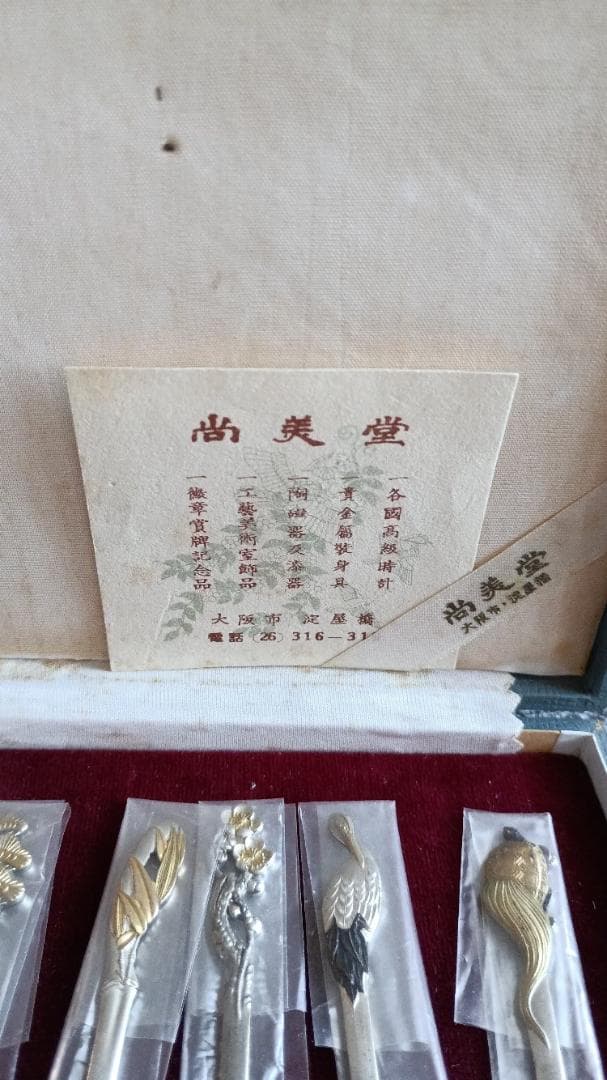 尚美堂
一各國高級時計
一貴金屬裝身具
一陶磁器及漆器
一工藝美術室飾品
一徽章賞牌記念品
大阪市 淀屋橋
電話(26)316-31
尚美堂
大阪市・淀屋橋